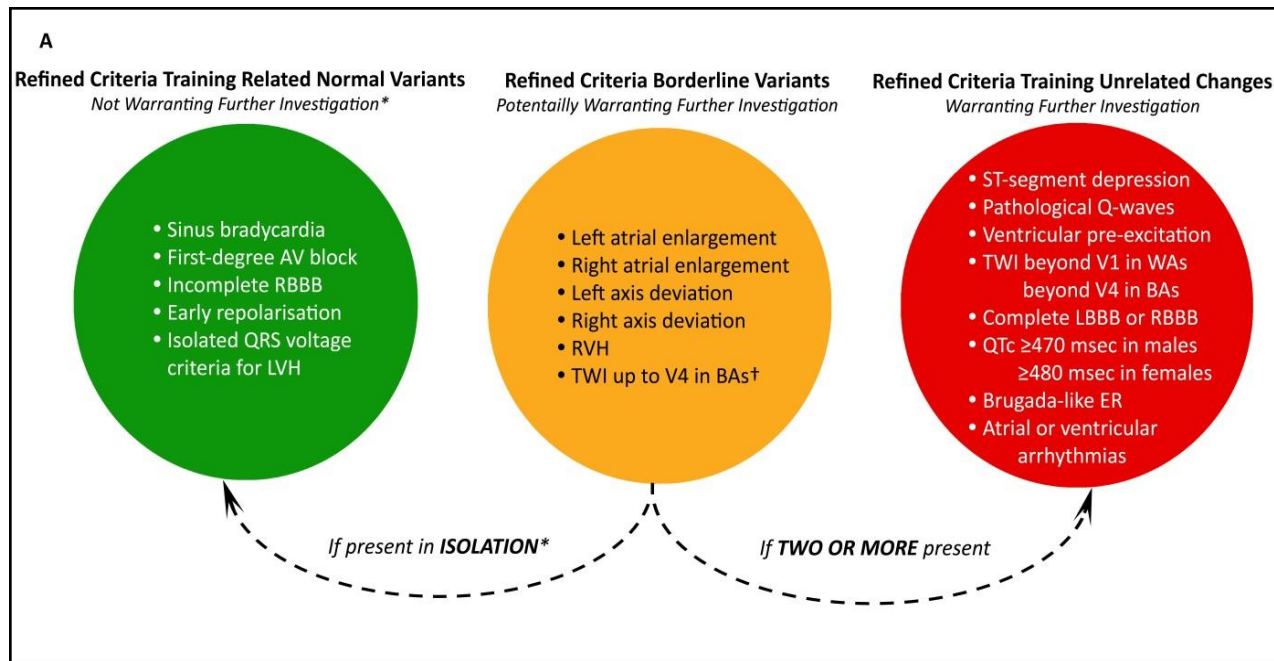 A
Refined Criteria Training Related Normal Variants
Not Warranting Further Investigation*
• Sinus bradycardia
• First-degree AV block
• Incomplete RBBB
• Early repolarisation
• Isolated QRS voltage
criteria for LVH
Refined Criteria Borderline Variants
Potentailly Warranting Further Investigation
• Left atrial enlargement
• Right atrial enlargement
• Left axis deviation
• Right axis deviation
• RVH
• TWI up to V4 in BAs†
Refined Criteria Training Unrelated Changes
Warranting Further Investigation
• ST-segment depression
• Pathological Q-waves
• Ventricular pre-excitation
• TWI beyond V1 in WAs
beyond V4 in BAs
• Complete LBBB or RBBB
• QTc ≥470 msec in males
≥480 msec in females
• Brugada-like ER
• Atrial or ventricular
arrhythmias
If present in ISOLATION*
If TWO OR MORE present